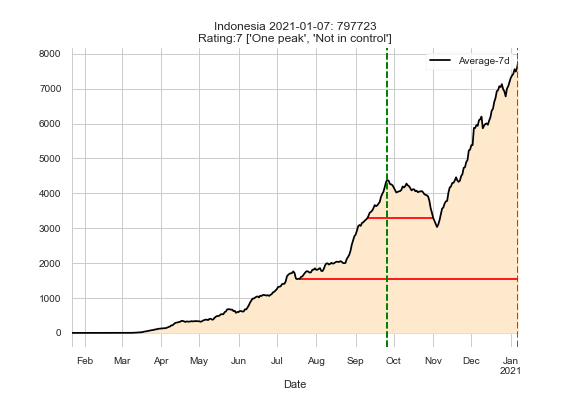 Indonesia 2021-01-07: 797723
Rating:7 ['One peak', 'Not in control']
Average-7d
8000
7000
6000
5000
4000
3000
2000
1000
0
Feb Mar Apr May Jun Jul Aug Sep Oct Nov Dec Jan
2021
Date